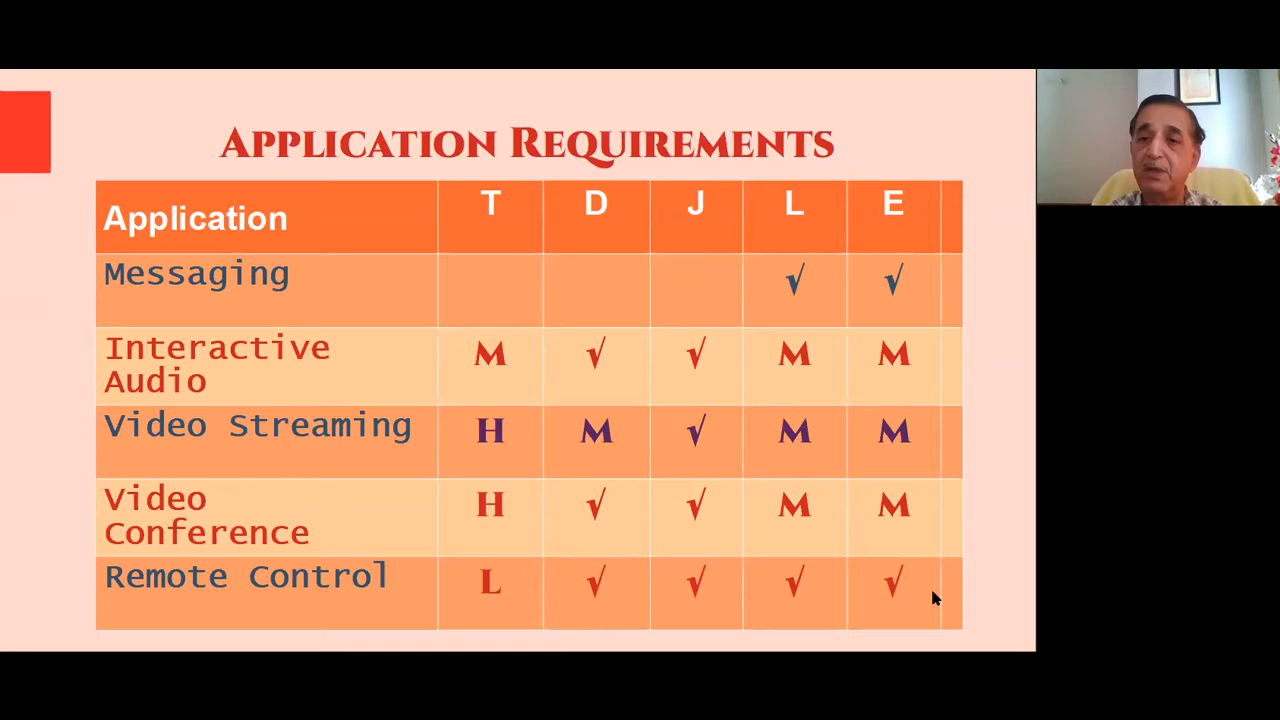 APPLICATION REQUIREMENTS
Application T D J L E
Messaging √ √
Interactive Audio M √ √ M M
Video Streaming H M √ M M
Video Conference H √ √ M M
Remote Control L √ √ √ √